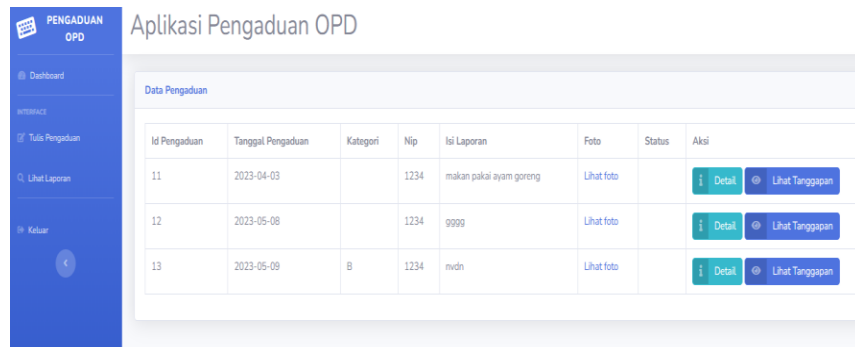 PENGADUAN
OPD
Aplikasi Pengaduan OPD
Dashboard
INTERFACE
Tulis Pengaduan
Lihat Laporan
Keluar
Data Pengaduan
Id Pengaduan Tanggal Pengaduan Kategori Nip Isi Laporan Foto Status Aksi
11 2023-04-03 1234 makan pakai ayam goreng Lihat foto Detail Lihat Tanggapan
12 2023-05-08 1234 gggg Lihat foto Detail Lihat Tanggapan
13 2023-05-09 B 1234 nvdn Lihat foto Detail Lihat Tanggapan